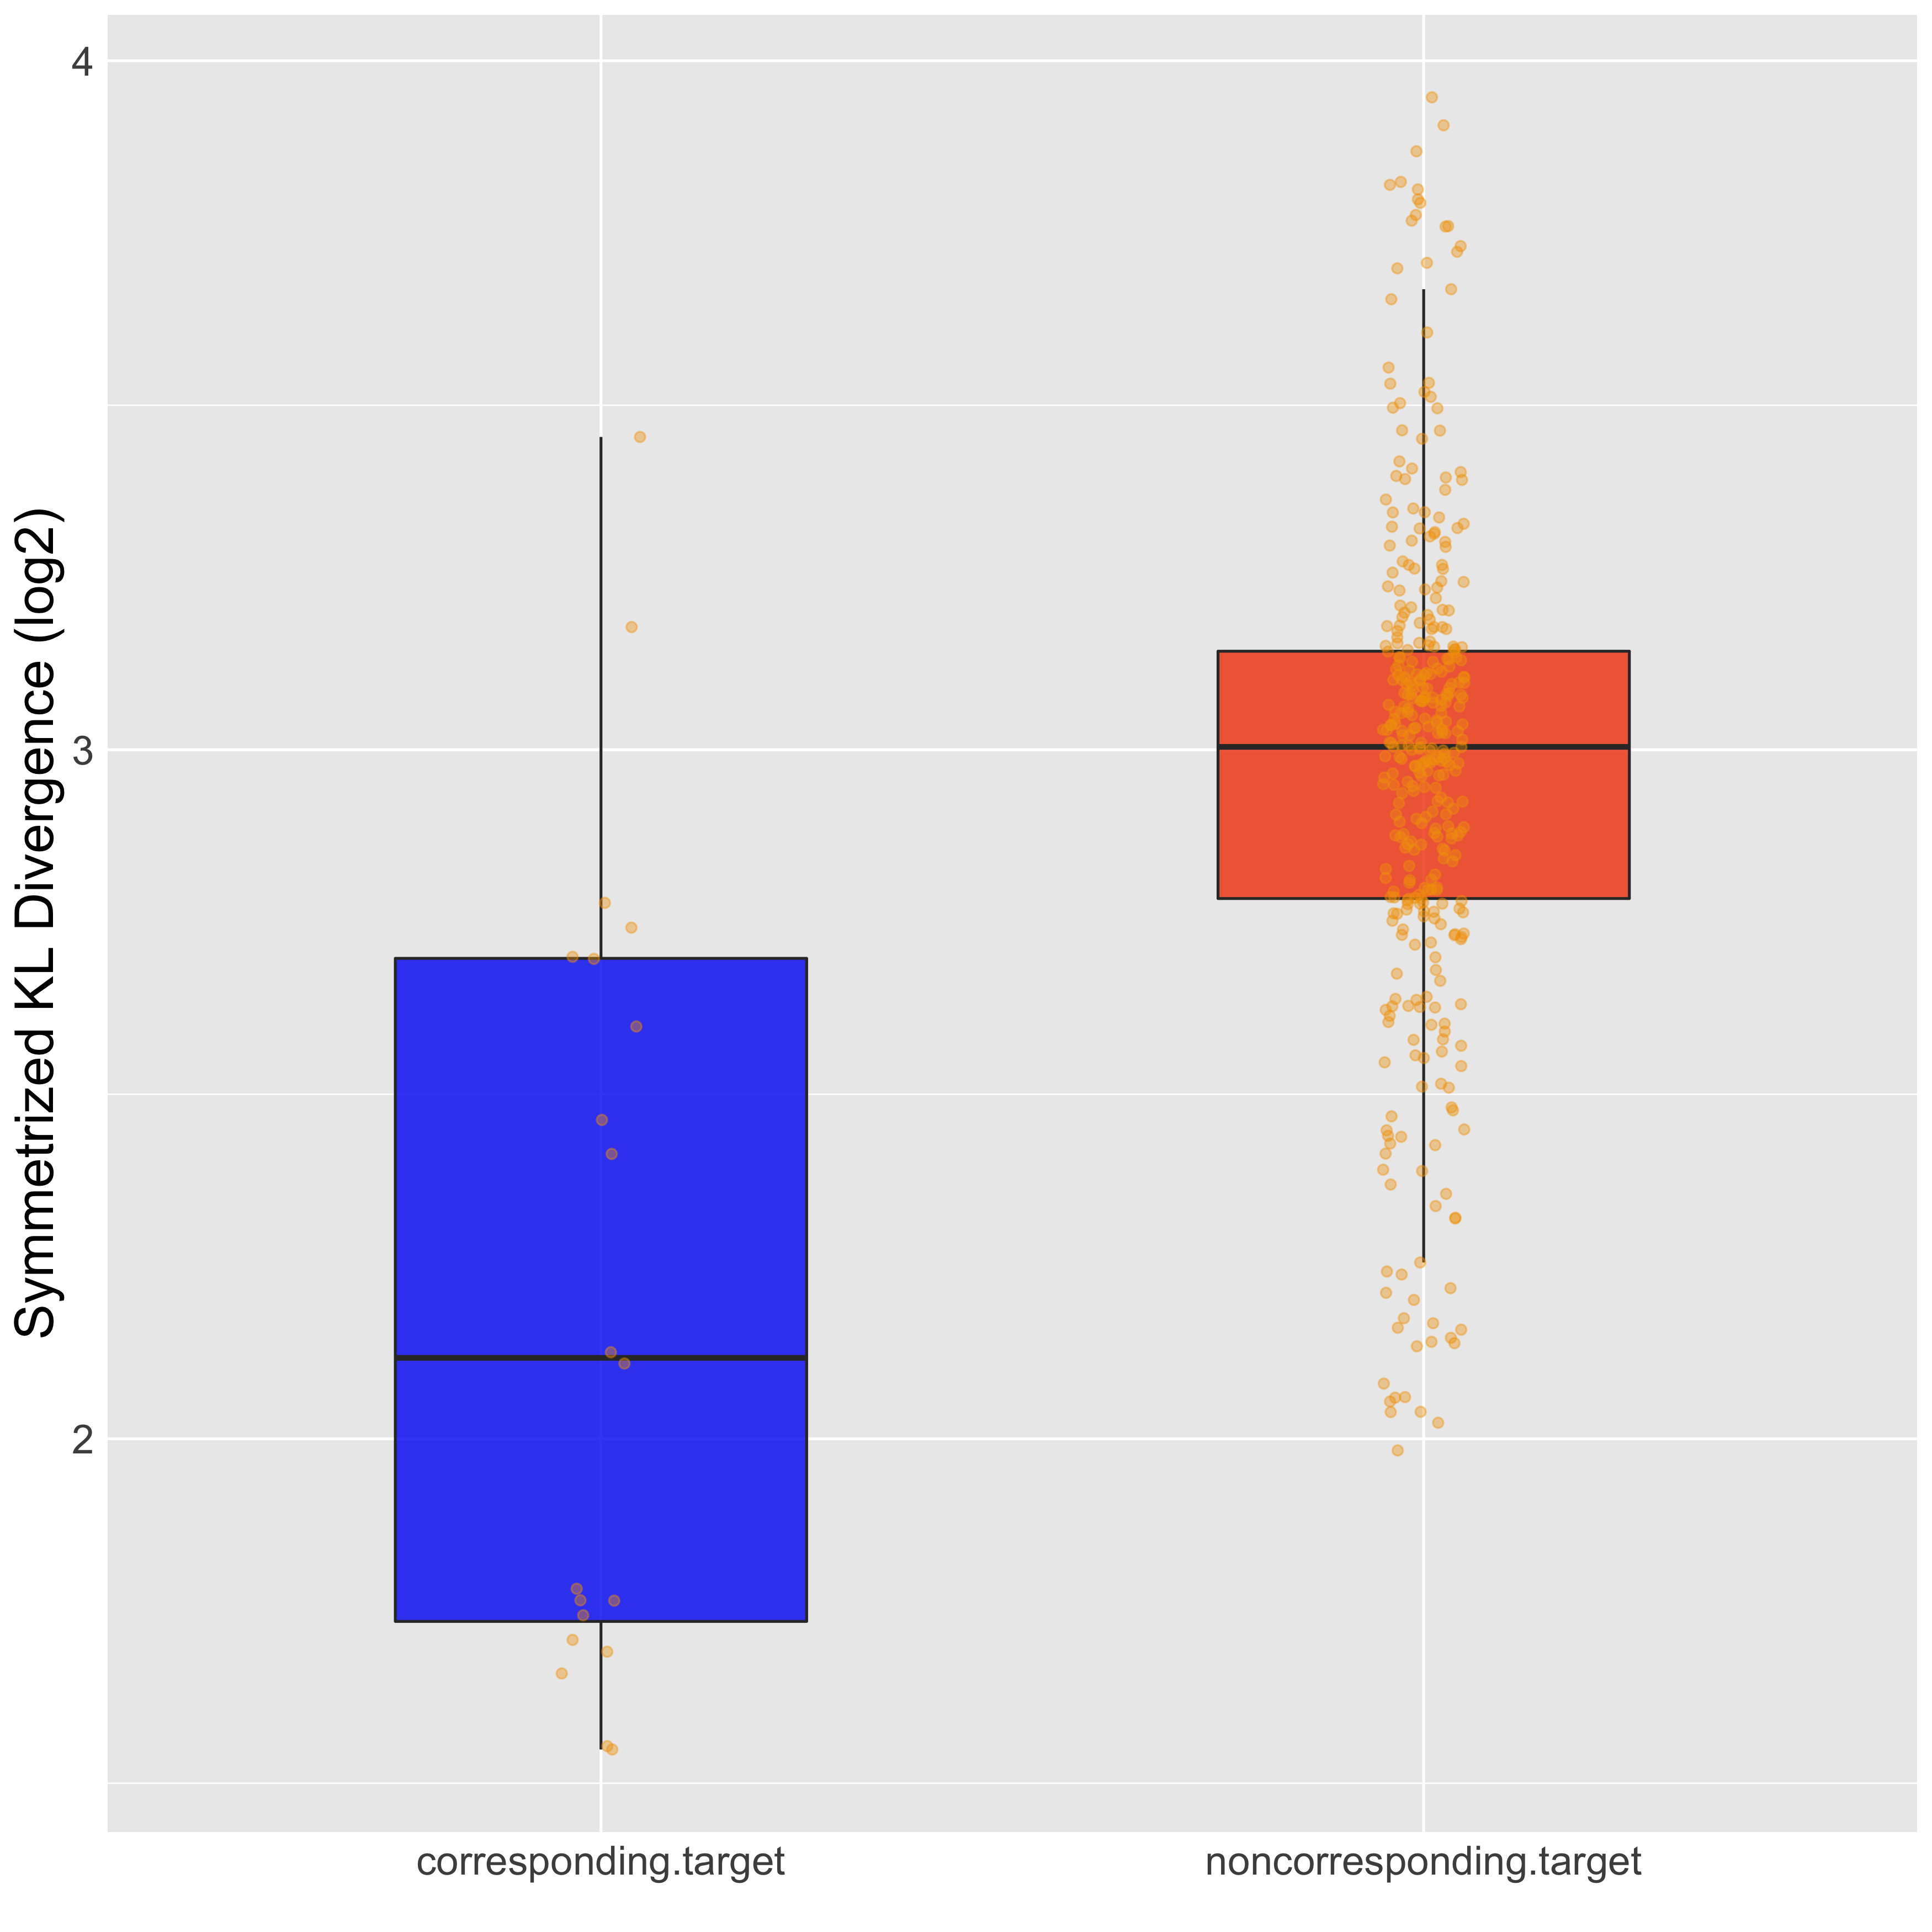 Symmetrized KL Divergence (log2)
4
3
2
corresponding.target
noncorresponding.target